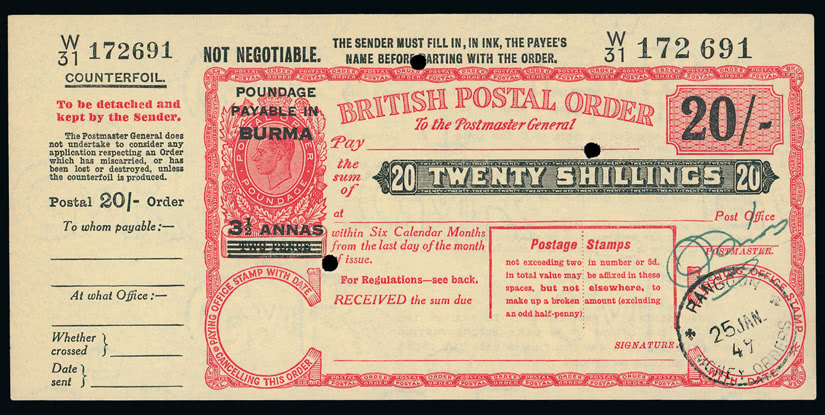 W/31 172691
COUNTERFOIL.
To be detached and
kept by the Sender.
The Postmaster General does
not undertake to consider any
application respecting an Order
which has miscarried, or has
been lost or destroyed, unless
the counterfoil is produced.
Postal 20/- Order
To whom payable:—
At what Office:—
Whether
crossed }
Date
sent }
NOT NEGOTIABLE.
THE SENDER MUST FILL IN, IN INK, THE PAYEE'S
NAME BEFORE PARTING WITH THE ORDER.
W/31 172691
POUNDAGE
PAYABLE IN
BURMA
POUNDAGE
3½ ANNAS
TWO PENCE
BRITISH POSTAL ORDER
To the Postmaster General
20/-
Pay
the
sum
of
20 TWENTY SHILLINGS 20
at Post Office
within Six Calendar Months
from the last day of the month
of issue.
For Regulations—see back.
RECEIVED the sum due
Postage Stamps
not exceeding two in number or 5d.
in total value may be affixed in these
spaces, but not elsewhere, to
make up a broken amount (excluding
an odd half-penny)
POSTMASTER.
SIGNATURE
PAYING OFFICE STAMP WITH DATE
CANCELLING THIS ORDER
OFFICE STAMP
WITH DATE
RANGOON
25 JAN.
47
MONEY ORDERS